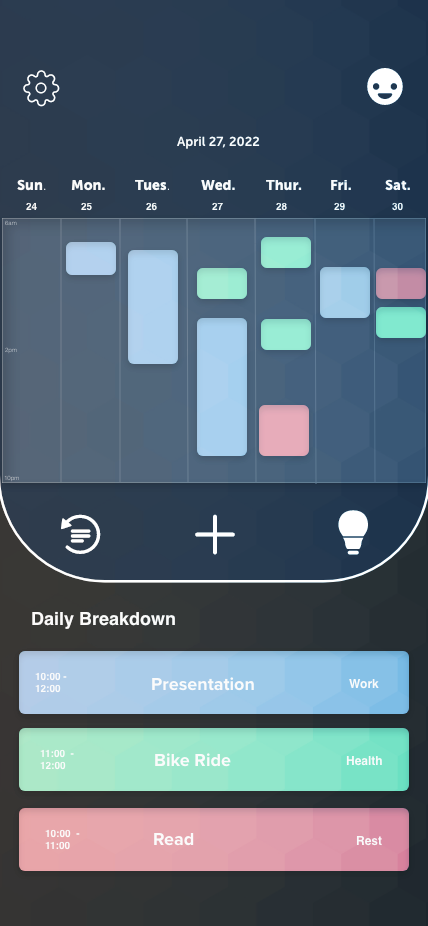 April 27, 2022
Sun. Mon. Tues. Wed. Thur. Fri. Sat.
24 25 26 27 28 29 30
6am
2pm
10pm
Daily Breakdown
10:00 -
12:00
Presentation
Work
11:00 -
12:00
Bike Ride
Health
10:00 -
11:00
Read
Rest